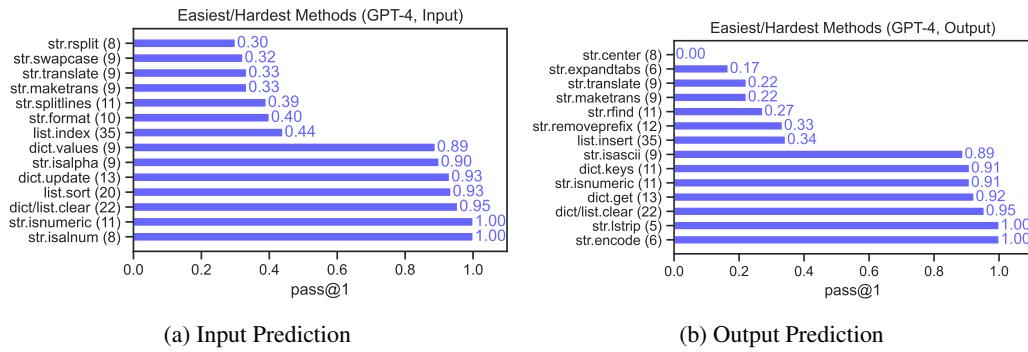 Easiest/Hardest Methods (GPT-4, Input)
str.rsplit (8) 0.30
str.swapcase (9) 0.32
str.translate (9) 0.33
str.maketrans (9) 0.33
str.splitlines (11) 0.39
str.format (10) 0.40
list.index (35) 0.44
dict.values (9) 0.89
str.isalpha (9) 0.90
dict.update (13) 0.93
list.sort (20) 0.93
dict/list.clear (22) 0.95
str.isnumeric (11) 1.00
str.isalnum (8) 1.00
0.0 0.2 0.4 0.6 0.8 1.0
pass@1
(a) Input Prediction
Easiest/Hardest Methods (GPT-4, Output)
str.center (8) 0.00
str.expandtabs (6) 0.17
str.translate (9) 0.22
str.maketrans (9) 0.22
str.rfind (11) 0.27
str.removeprefix (12) 0.33
list.insert (35) 0.34
str.isascii (9) 0.89
dict.keys (11) 0.91
str.isnumeric (11) 0.91
dict.get (13) 0.92
dict/list.clear (22) 0.95
str.lstrip (5) 1.00
str.encode (6) 1.00
0.0 0.2 0.4 0.6 0.8 1.0
pass@1
(b) Output Prediction